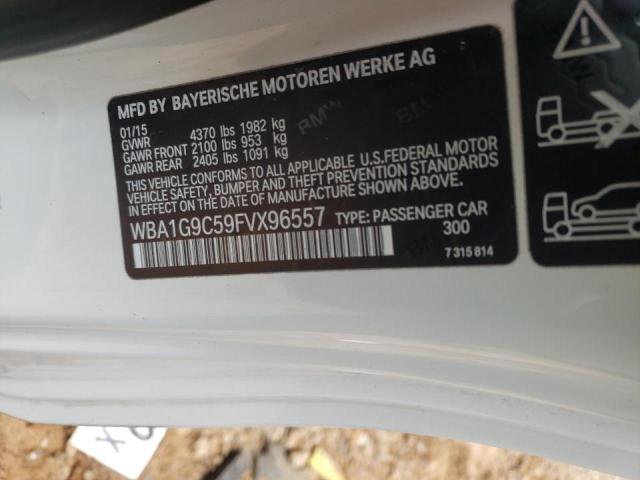 MFD BY BAYERISCHE MOTOREN WERKE AG
01/15
GVWR 4370 lbs 1982 kg
GAWR FRONT 2100 lbs 953 kg
GAWR REAR 2405 lbs 1091 kg
THIS VEHICLE CONFORMS TO ALL APPLICABLE U.S.FEDERAL MOTOR
VEHICLE SAFETY, BUMPER AND THEFT PREVENTION STANDARDS
IN EFFECT ON THE DATE OF MANUFACTURE SHOWN ABOVE.
WBA1G9C59FVX96557 TYPE: PASSENGER CAR
300
7 315 814